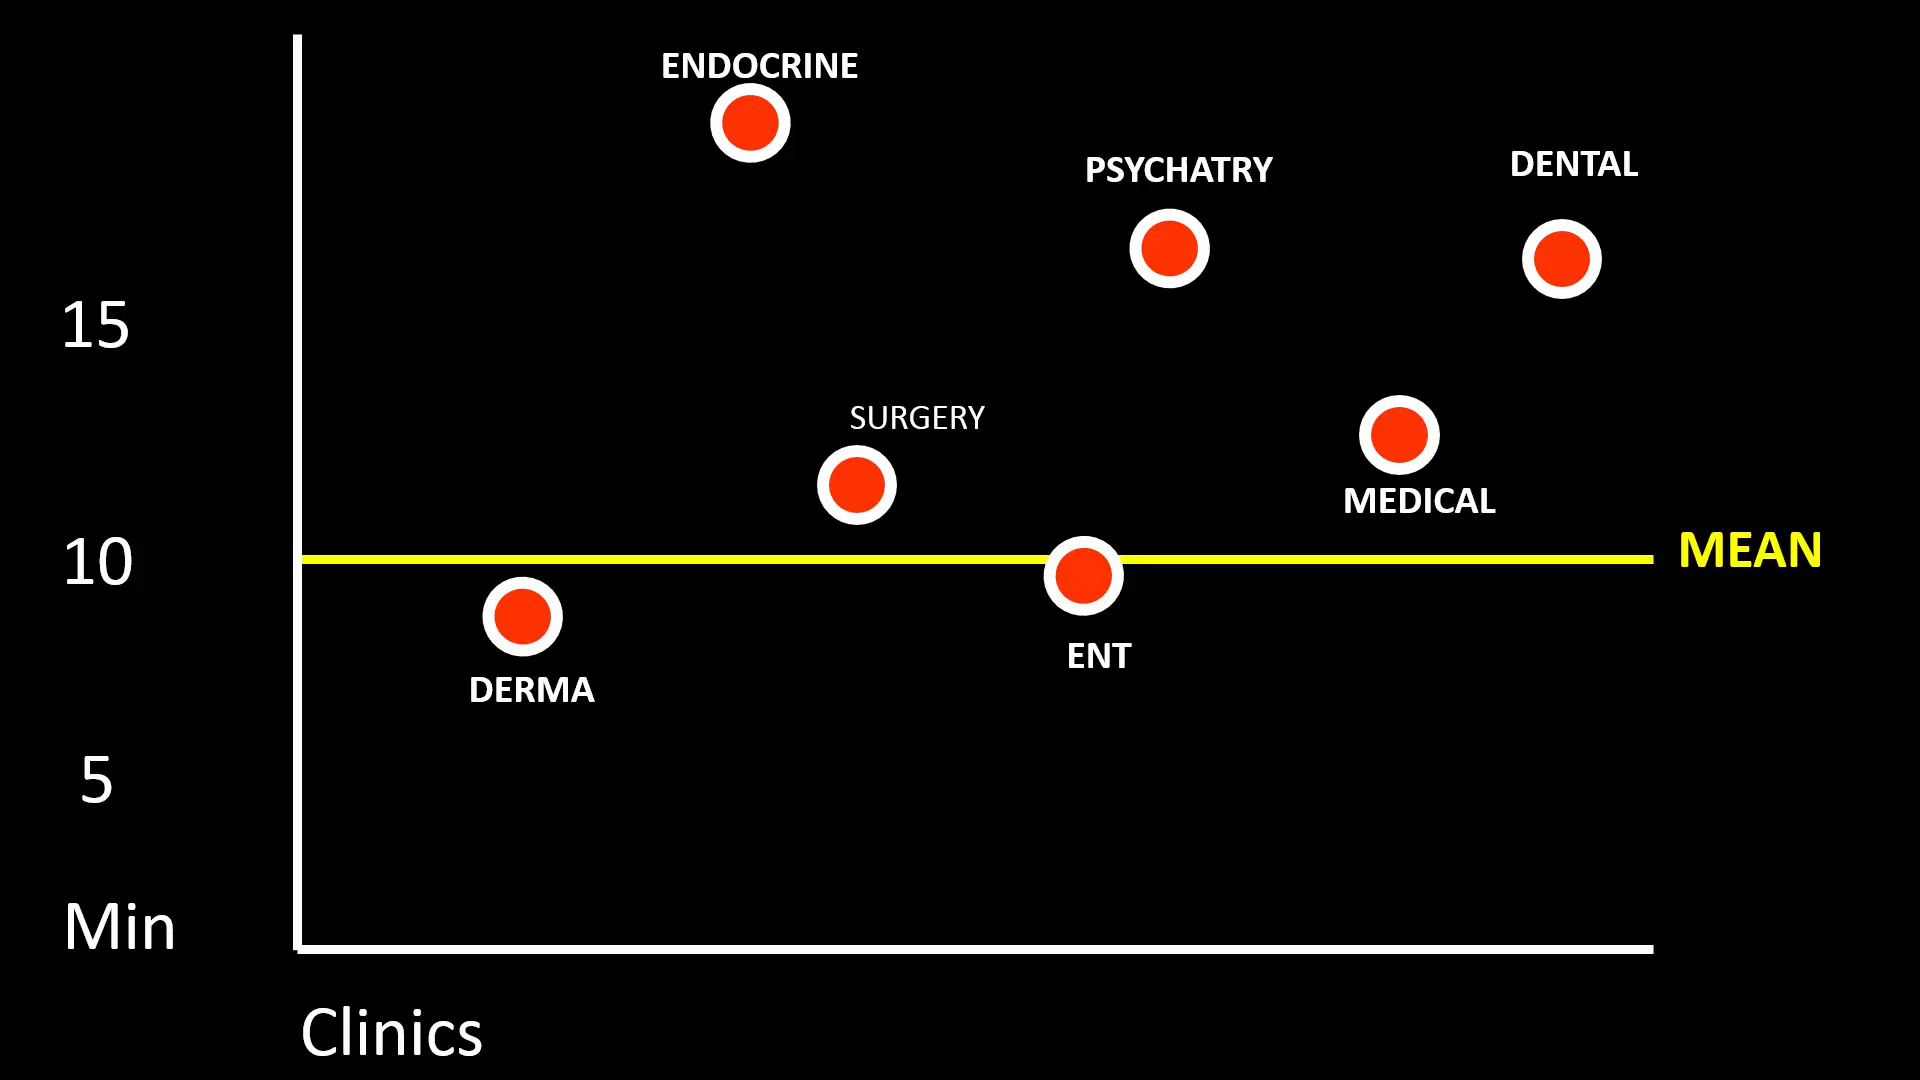 ENDOCRINE
PSYCHATRY
DENTAL
15
SURGERY
MEDICAL
10
MEAN
ENT
DERMA
5
Min
Clinics